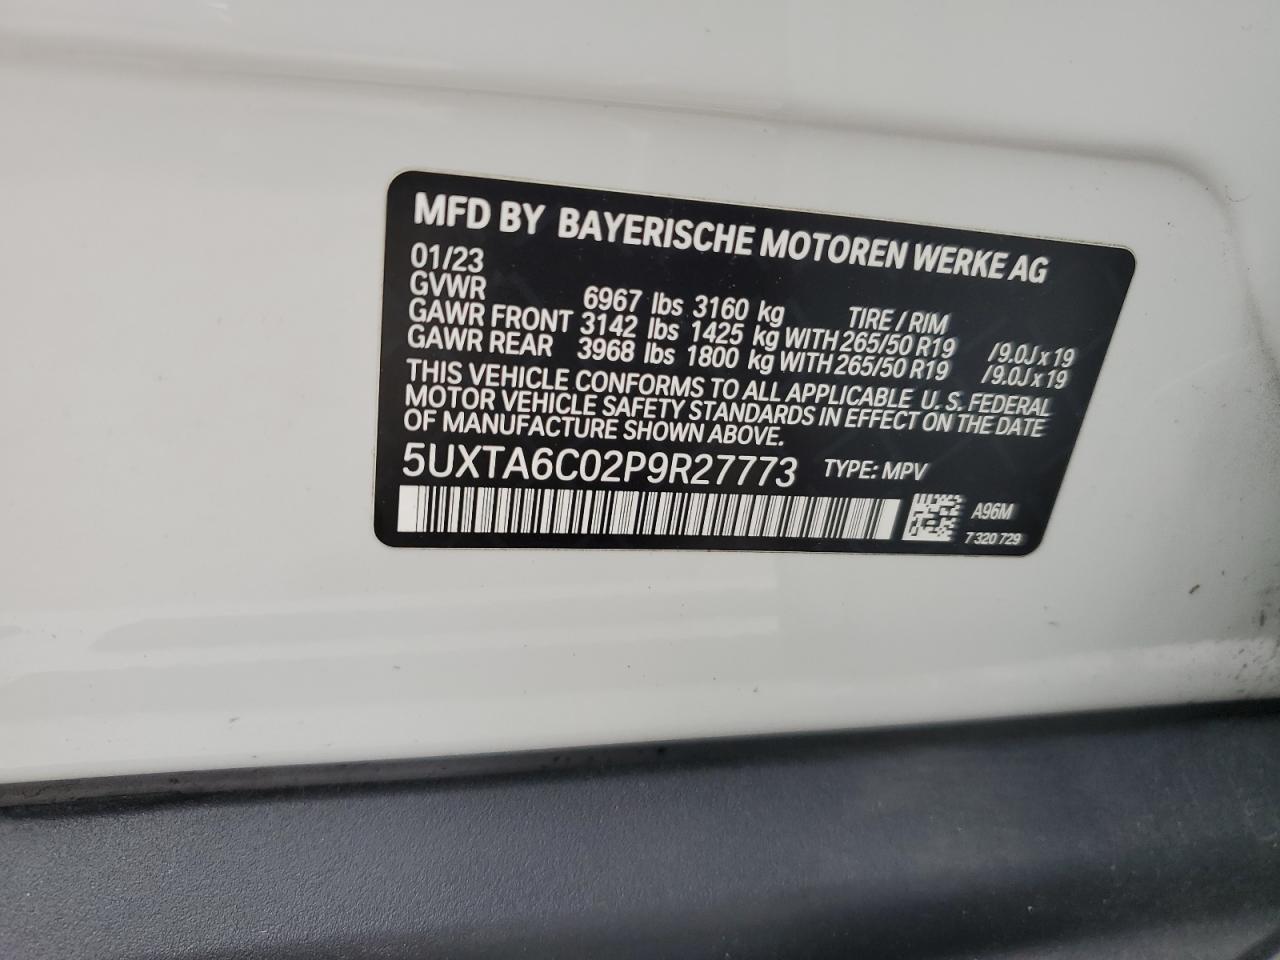 MFD BY BAYERISCHE MOTOREN WERKE AG
01/23
GVWR 6967 lbs 3160 kg TIRE / RIM
GAWR FRONT 3142 lbs 1425 kg WITH 265/50 R19 /9.0J x 19
GAWR REAR 3968 lbs 1800 kg WITH 265/50 R19 /9.0J x 19
THIS VEHICLE CONFORMS TO ALL APPLICABLE U. S. FEDERAL
MOTOR VEHICLE SAFETY STANDARDS IN EFFECT ON THE DATE
OF MANUFACTURE SHOWN ABOVE.
5UXTA6C02P9R27773 TYPE: MPV
A96M
7 320 729